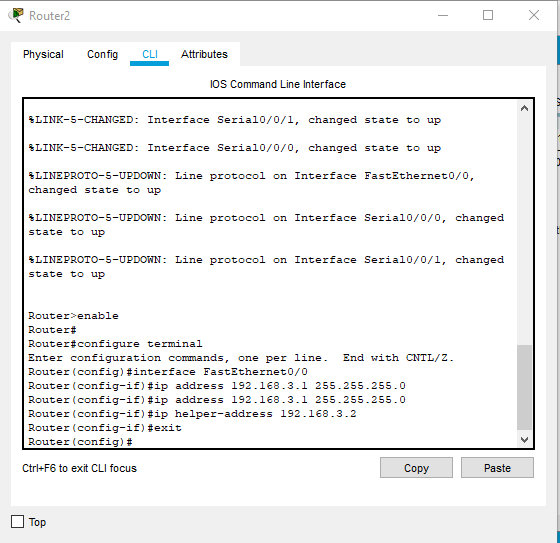 Router2
Physical Config CLI Attributes
IOS Command Line Interface
%LINK-5-CHANGED: Interface Serial0/0/1, changed state to up
%LINK-5-CHANGED: Interface Serial0/0/0, changed state to up
%LINEPROTO-5-UPDOWN: Line protocol on Interface FastEthernet0/0,
changed state to up
%LINEPROTO-5-UPDOWN: Line protocol on Interface Serial0/0/0, changed
state to up
%LINEPROTO-5-UPDOWN: Line protocol on Interface Serial0/0/1, changed
state to up
Router>enable
Router#
Router#configure terminal
Enter configuration commands, one per line.  End with CNTL/Z.
Router(config)#interface FastEthernet0/0
Router(config-if)#ip address 192.168.3.1 255.255.255.0
Router(config-if)#ip address 192.168.3.1 255.255.255.0
Router(config-if)#ip helper-address 192.168.3.2
Router(config-if)#exit
Router(config)#
Ctrl+F6 to exit CLI focus
Copy
Paste
Top